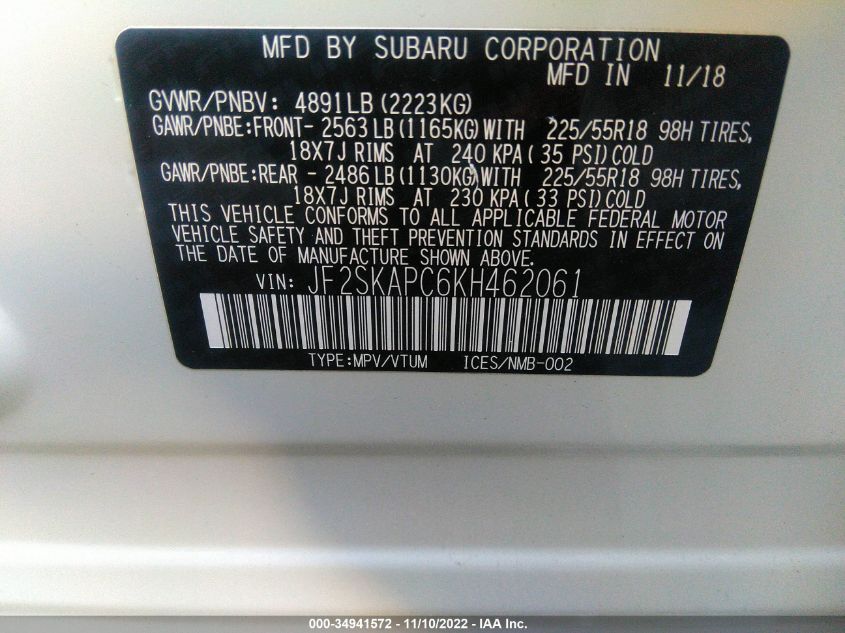 MFD BY SUBARU CORPORATION
MFD IN 11/18
GVWR/PNBV: 4891LB (2223KG)
GAWR/PNBE:FRONT- 2563 LB (1165KG) WITH 225/55R18 98H TIRES,
18X7J RIMS AT 240 KPA ( 35 PSI) COLD
GAWR/PNBE:REAR - 2486 LB (1130KG) WITH 225/55R18 98H TIRES,
18X7J RIMS AT 230 KPA ( 33 PSI) COLD
THIS VEHICLE CONFORMS TO ALL APPLICABLE FEDERAL MOTOR
VEHICLE SAFETY AND THEFT PREVENTION STANDARDS IN EFFECT ON
THE DATE OF MANUFACTURE SHOWN ABOVE.
VIN: JF2SKAPC6KH462061
TYPE:MPV/VTUM ICES/NMB-002
000-34941572 - 11/10/2022 - IAA Inc.